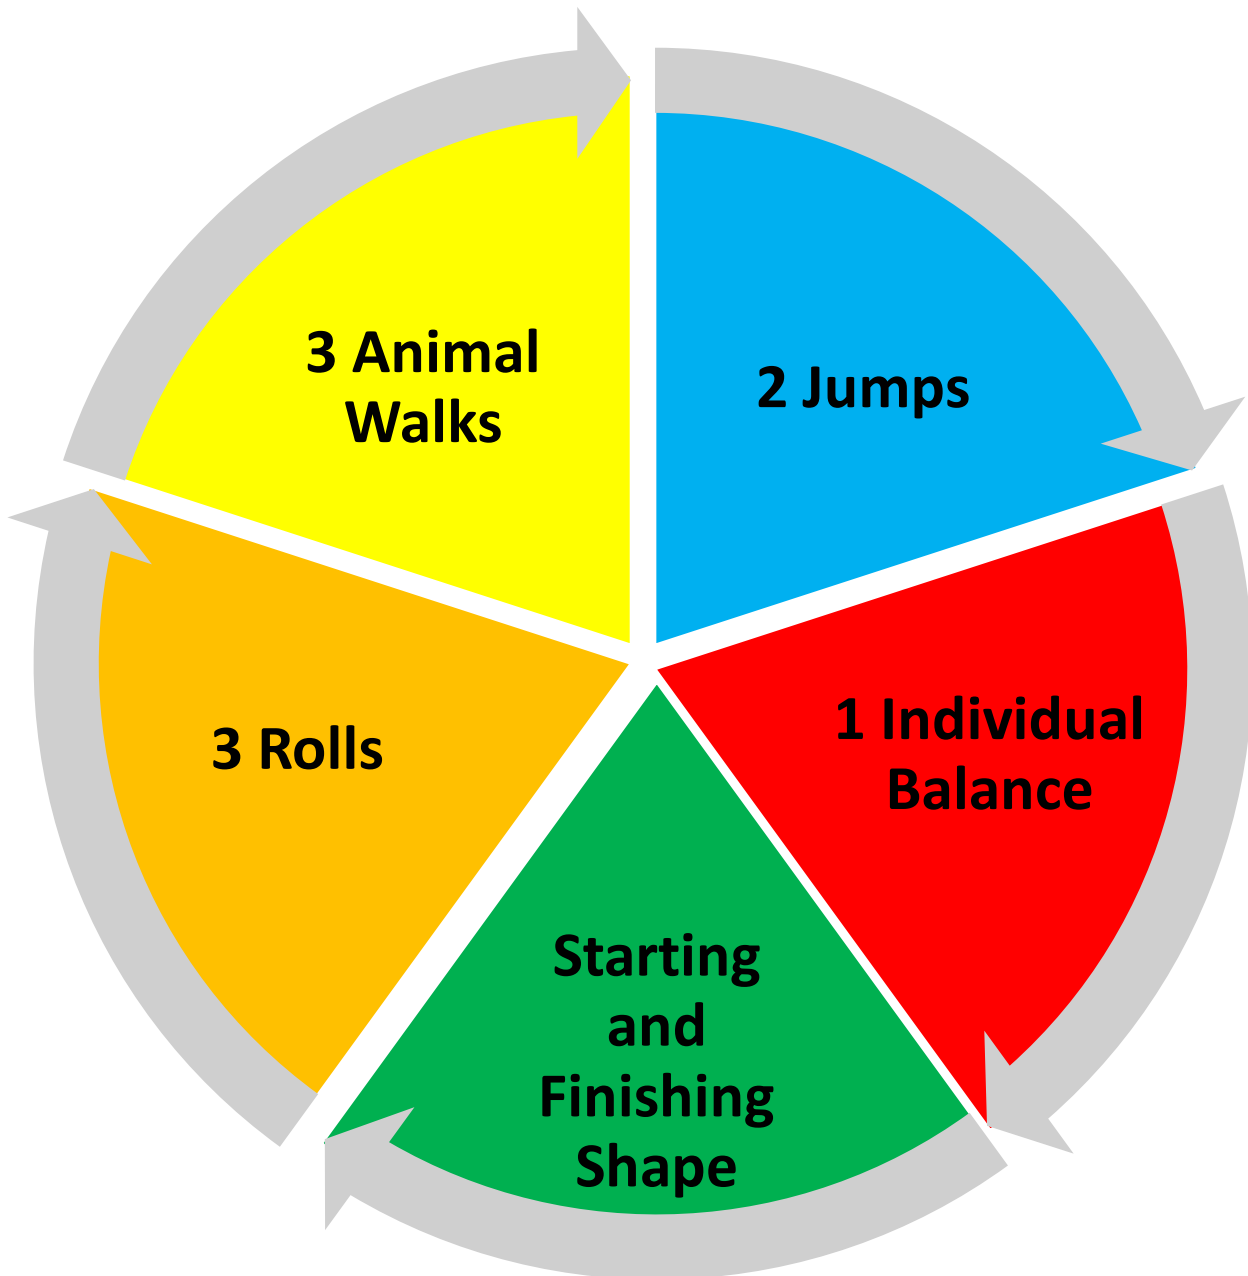 3 Animal
Walks
2 Jumps
1 Individual
Balance
3 Rolls
Starting
and
Finishing
Shape